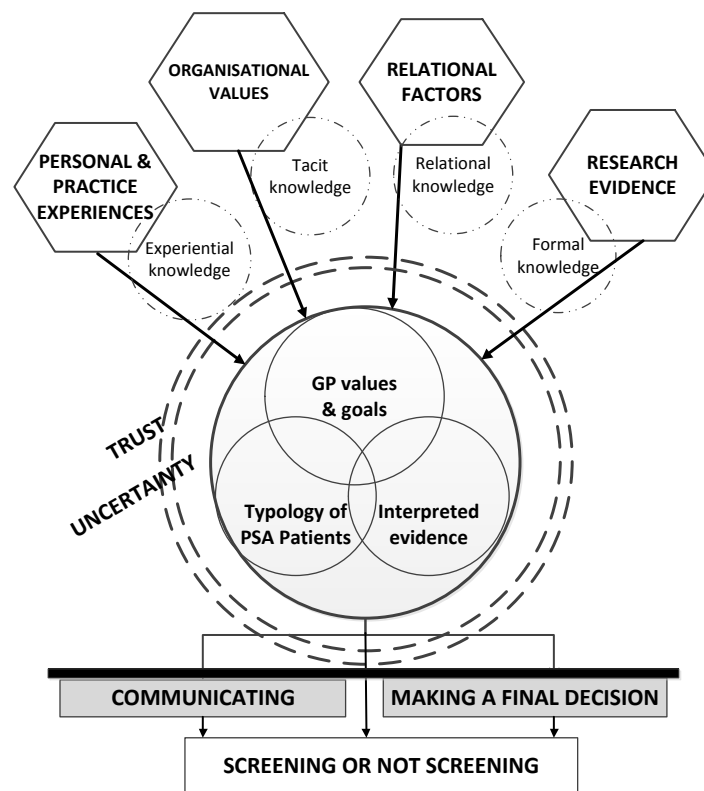 ORGANISATIONAL
VALUES
RELATIONAL
FACTORS
PERSONAL &
PRACTICE
EXPERIENCES
RESEARCH
EVIDENCE
Tacit
knowledge
Relational
knowledge
Experiential
knowledge
Formal
knowledge
GP values
& goals
TRUST
UNCERTAINTY
Typology of
PSA Patients
Interpreted
evidence
COMMUNICATING
MAKING A FINAL DECISION
SCREENING OR NOT SCREENING